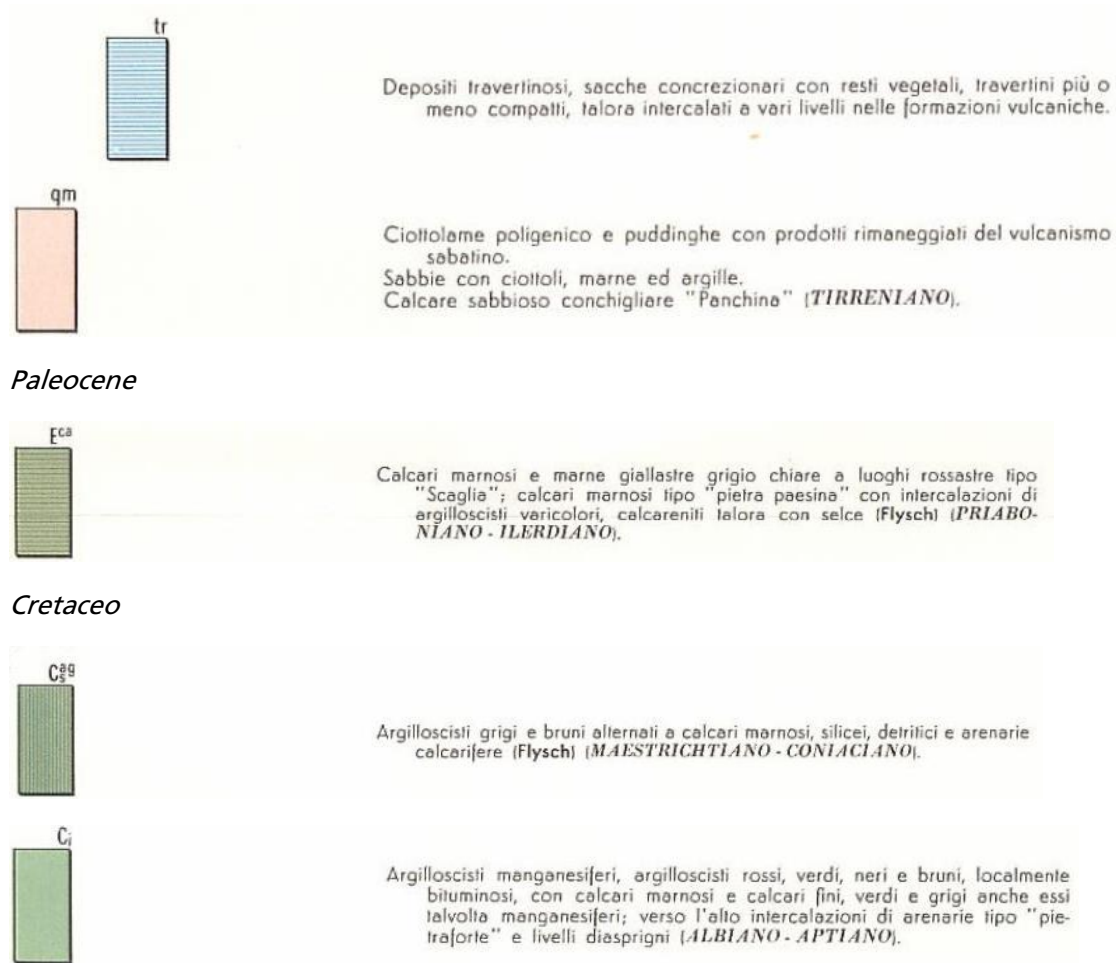 tr
Depositi travertinosi, sacche concrezionari con resti vegetali, travertini più o
meno compatti, talora intercalati a vari livelli nelle formazioni vulcaniche.
qm
Ciottolame poligenico e puddinghe con prodotti rimaneggiati del vulcanismo
sabatino.
Sabbie con ciottoli, marne ed argille.
Calcare sabbioso conchigliare "Panchina" (TIRRENIANO).
Paleocene
Eca
Calcari marnosi e marne giallastre grigio chiare a luoghi rossastre tipo
"Scaglia"; calcari marnosi tipo "pietra paesina" con intercalazioni di
argilloscisti varicolori, calcareniti talora con selce (Flysch) (PRIABO-
NIANO - ILERDIANO).
Cretaceo
Cags
Argilloscisti grigi e bruni alternati a calcari marnosi, silicei, detritici e arenarie
calcarifere (Flysch) (MAESTRICHTIANO - CONIACIANO).
Ci
Argilloscisti manganesiferi, argilloscisti rossi, verdi, neri e bruni, localmente
bituminosi, con calcari marnosi e calcari fini, verdi e grigi anche essi
talvolta manganesiferi; verso l'alto intercalazioni di arenarie tipo "pie-
traforte" e livelli diasprigni (ALBIANO - APTIANO).